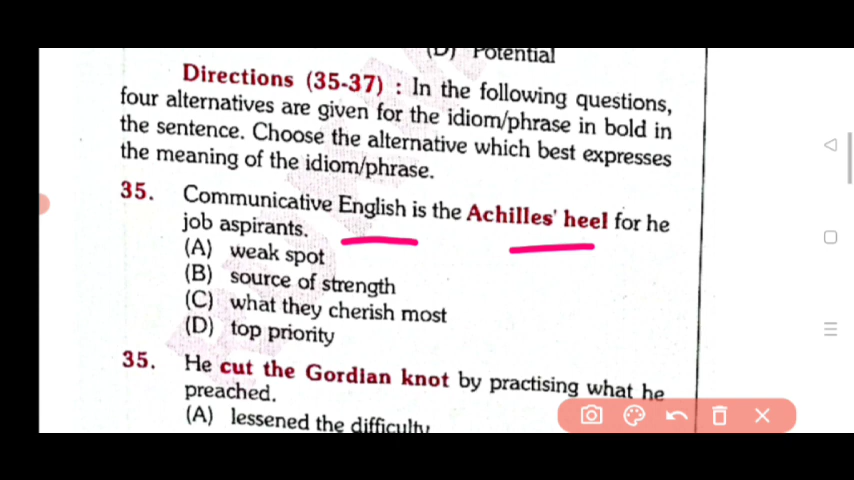 (D) Potential
Directions (35-37) : In the following questions,
four alternatives are given for the idiom/phrase in bold in
the sentence. Choose the alternative which best expresses
the meaning of the idiom/phrase.
35. Communicative English is the Achilles' heel for he
job aspirants.
(A) weak spot
(B) source of strength
(C) what they cherish most
(D) top priority
35. He cut the Gordian knot by practising what he
preached.
(A) lessened the difficulty